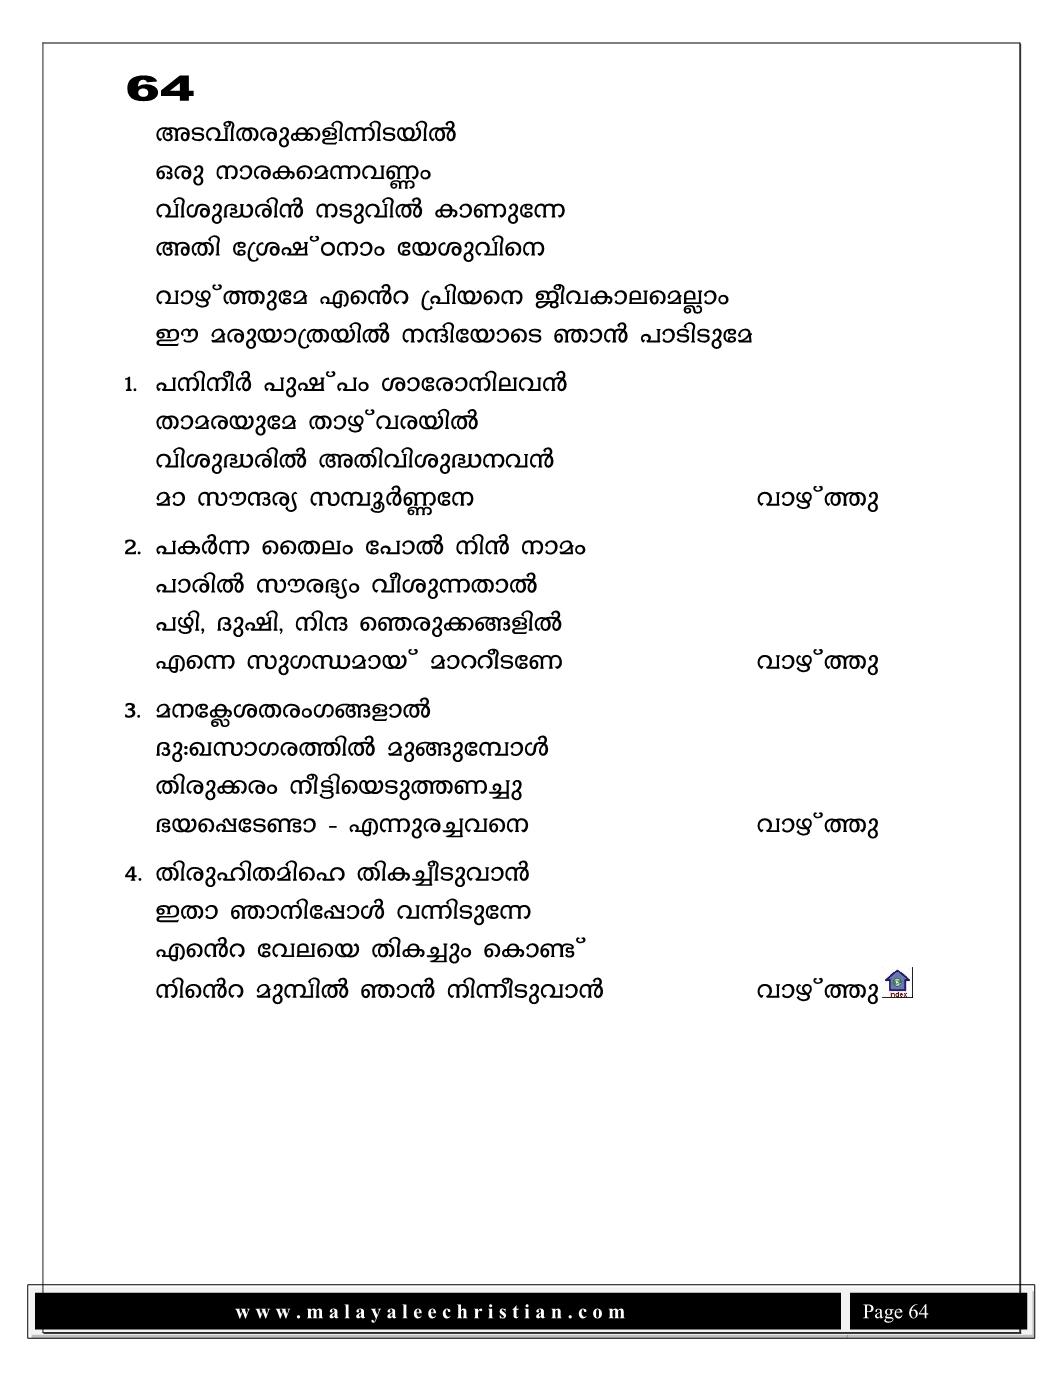 64
അടവീതരുക്കളിന്നിടയിൽ
ഒരു നാരകമെന്നവണ്ണം
വിശുദ്ധരിൻ നടുവിൽ കാണുന്നേ
അതി ശ്രേഷ്ഠനാം യേശുവിനെ
വാഴ്ത്തുമേ എൻെറ പ്രിയനെ ജീവകാലമെല്ലാം
ഈ മരുയാത്രയിൽ നന്ദിയോടെ ഞാൻ പാടിടുമേ
1. പനിനീർ പുഷ്പം ശാരോനിലവൻ
താമരയുമേ താഴ്വരയിൽ
വിശുദ്ധരിൽ അതിവിശുദ്ധനവൻ
മാ സൗന്ദര്യ സമ്പൂർണ്ണനേ വാഴ്ത്തു
2. പകർന്ന തൈലം പോൽ നിൻ നാമം
പാരിൽ സൗരഭ്യം വീശുന്നതാൽ
പഴി, ദുഷി, നിന്ദ ഞെരുക്കങ്ങളിൽ
എന്നെ സുഗന്ധമായ് മാററീടണേ വാഴ്ത്തു
3. മനക്ലേശതരംഗങ്ങളാൽ
ദുഃഖസാഗരത്തിൽ മുങ്ങുമ്പോൾ
തിരുക്കരം നീട്ടിയെടുത്തണച്ചു
ഭയപ്പെടേണ്ടാ - എന്നുരച്ചവനെ വാഴ്ത്തു
4. തിരുഹിതമിഹെ തികച്ചീടുവാൻ
ഇതാ ഞാനിപ്പോൾ വന്നിടുന്നേ
എൻെറ വേലയെ തികച്ചും കൊണ്ട്
നിൻെറ മുമ്പിൽ ഞാൻ നിന്നീടുവാൻ വാഴ്ത്തു
ndex
www.malayaleechristian.com Page 64